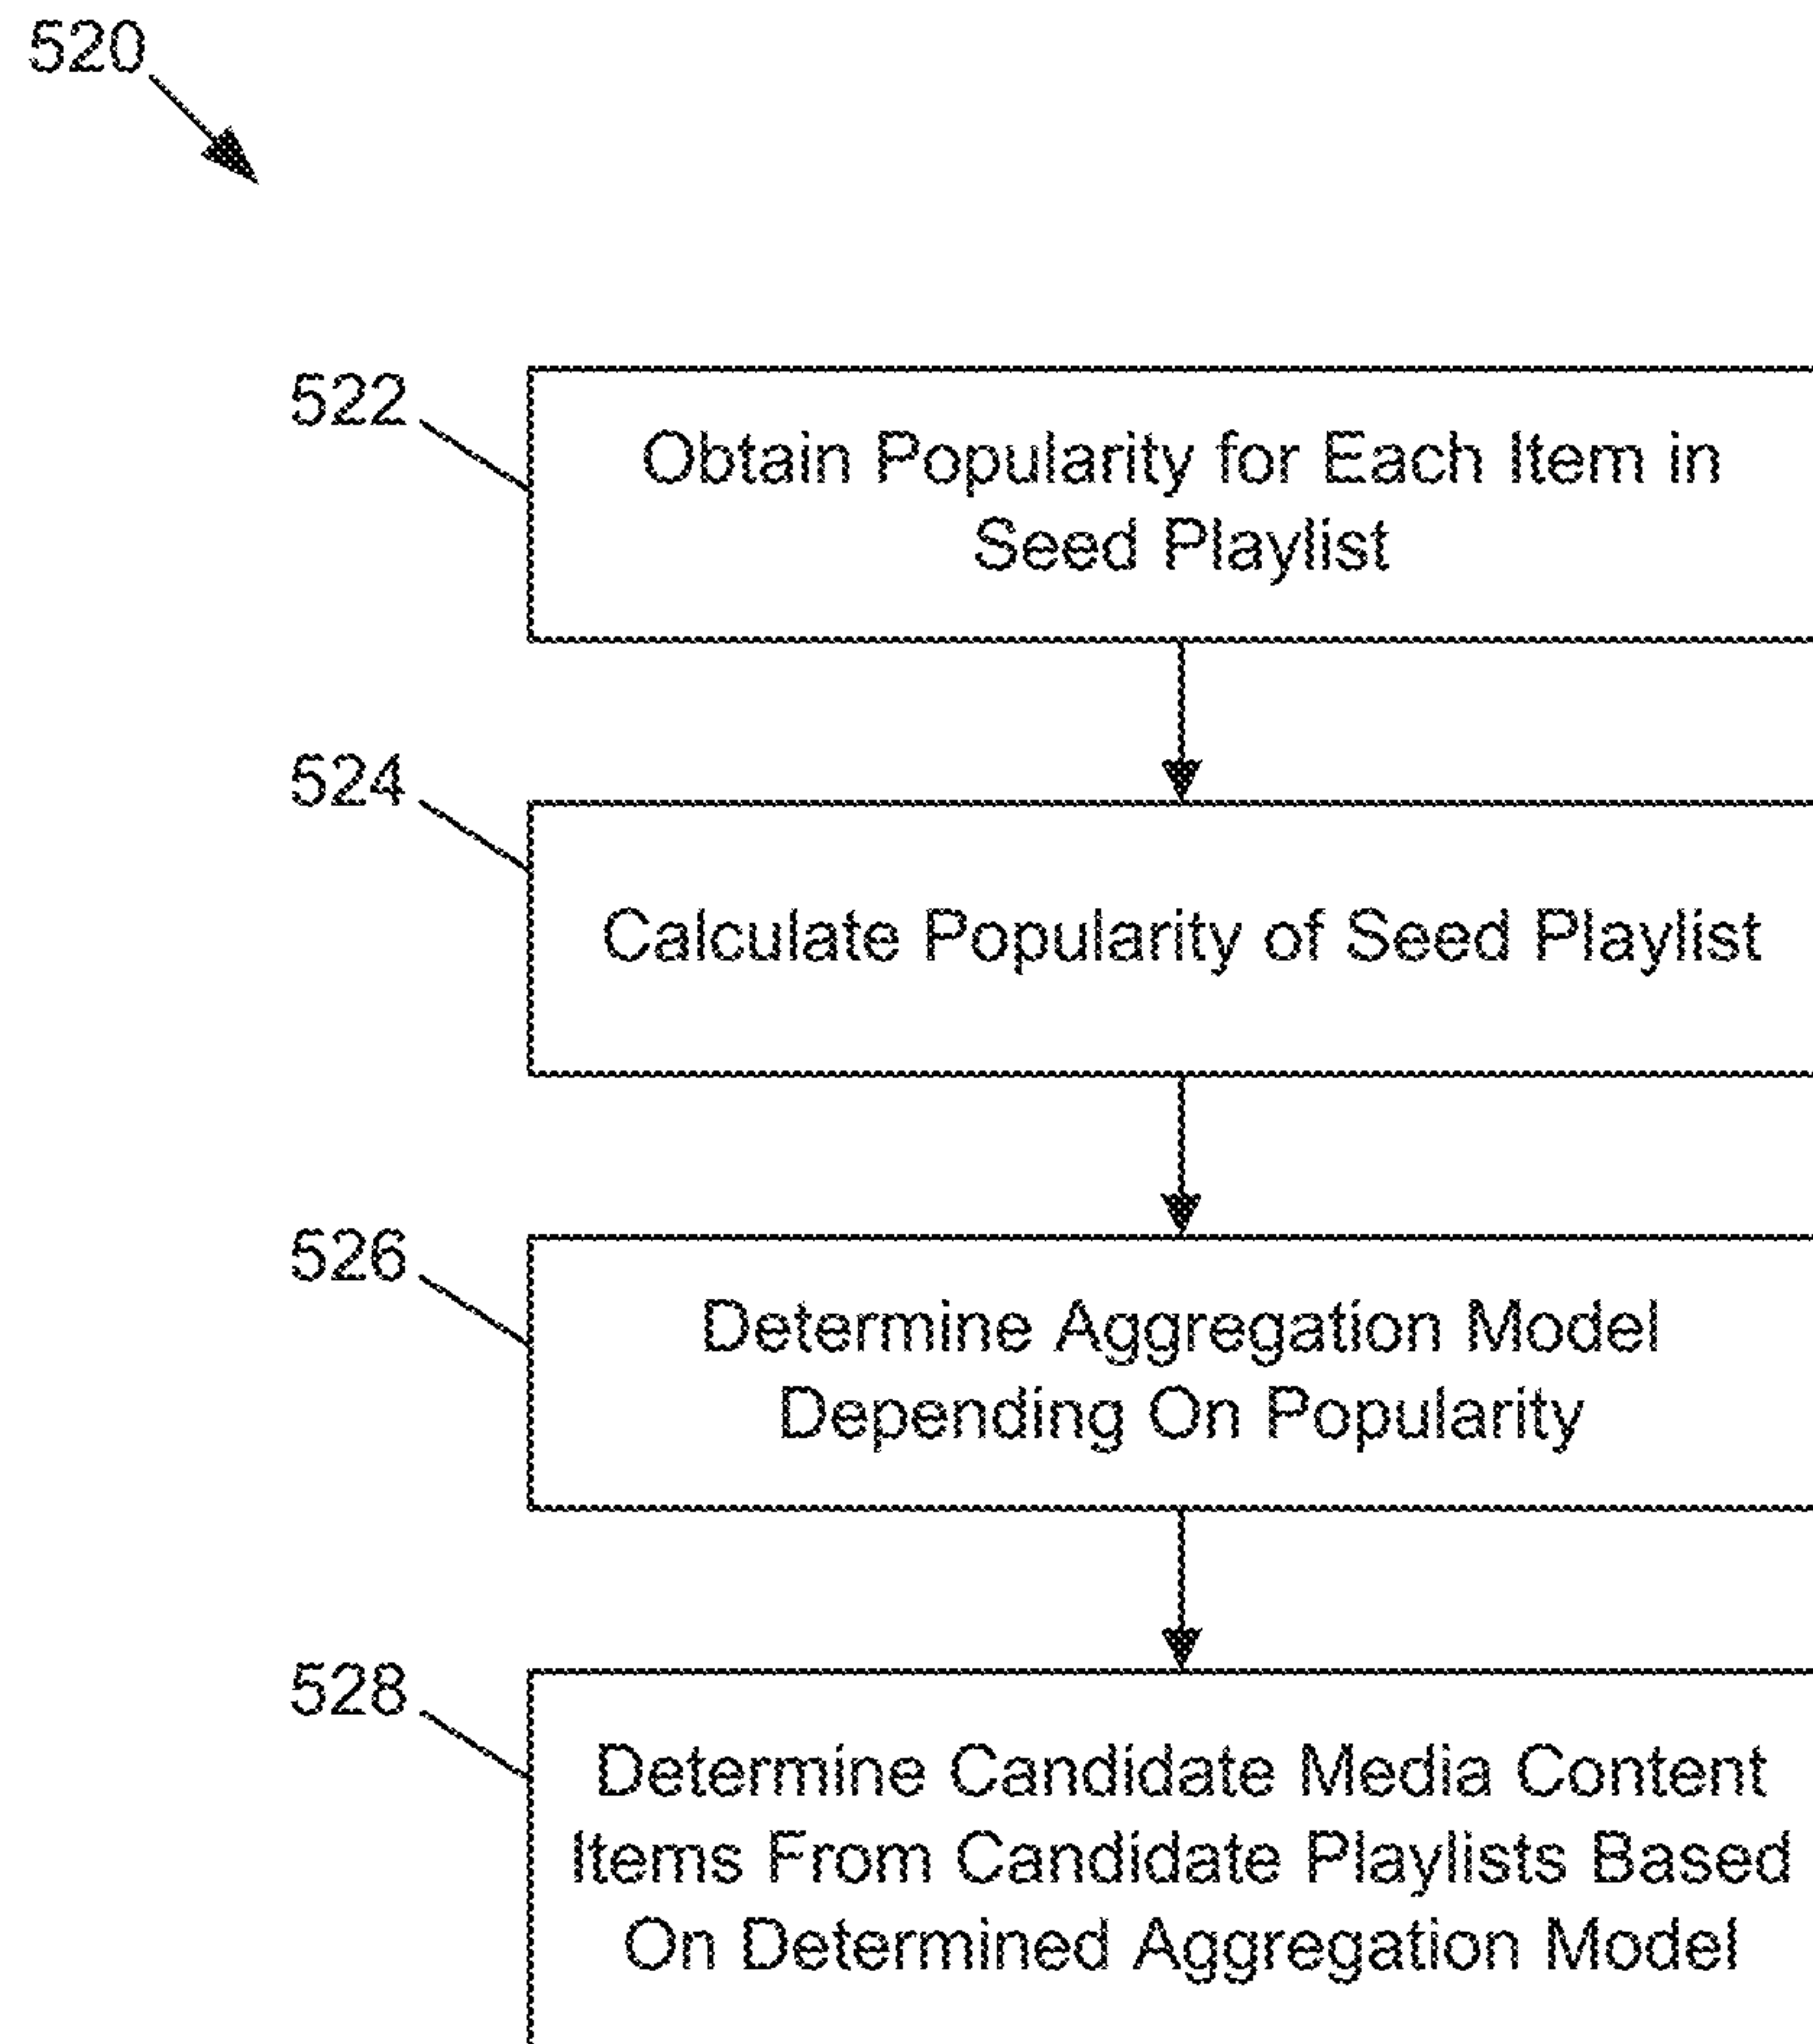 520
522
Obtain Popularity for Each Item in
Seed Playlist
524
Calculate Popularity of Seed Playlist
526
Determine Aggregation Model
Depending On Popularity
528
Determine Candidate Media Content
Items From Candidate Playlists Based
On Determined Aggregation Model